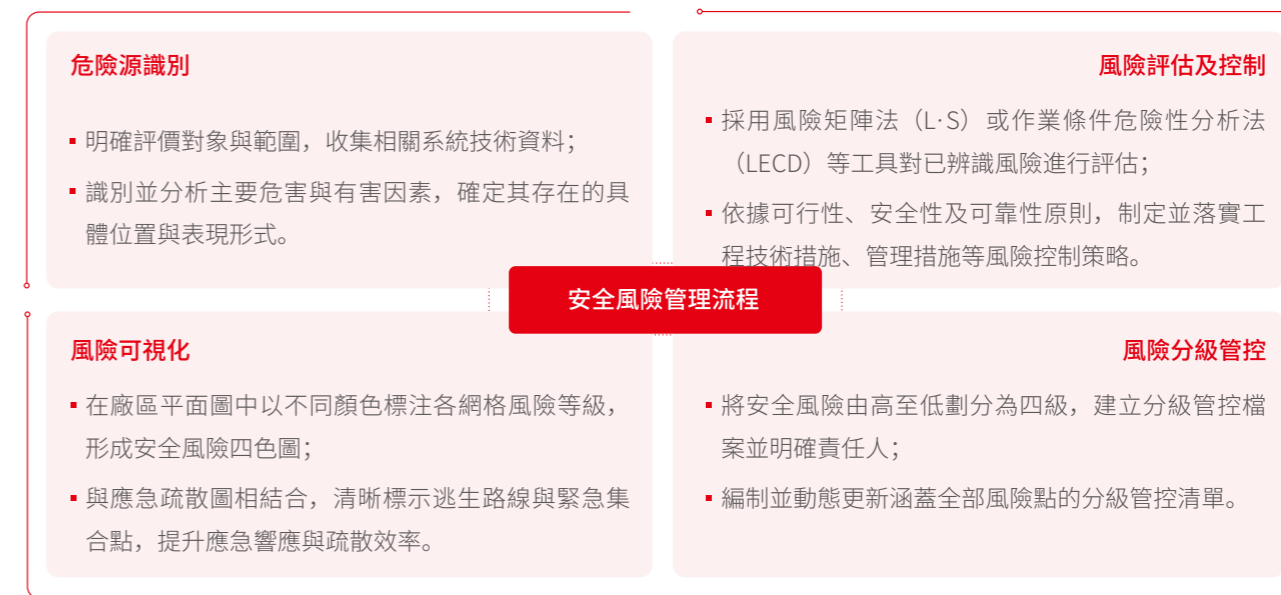 危險源識別
明確評價對象與範圍，收集相關系統技術資料；
識別並分析主要危害與有害因素，確定其存在的具
體位置與表現形式。
風險評估及控制
採用風險矩陣法（L·S）或作業條件危險性分析法
（LECD）等工具對已辨識風險進行評估；
依據可行性、安全性及可靠性原則，制定並落實工
程技術措施、管理措施等風險控制策略。
安全風險管理流程
風險可視化
在廠區平面圖中以不同顏色標注各網格風險等級，
形成安全風險四色圖；
與應急疏散圖相結合，清晰標示逃生路線與緊急集
合點，提升應急響應與疏散效率。
風險分級管控
將安全風險由高至低劃分為四級，建立分級管控檔
案並明確責任人；
編制並動態更新涵蓋全部風險點的分級管控清單。